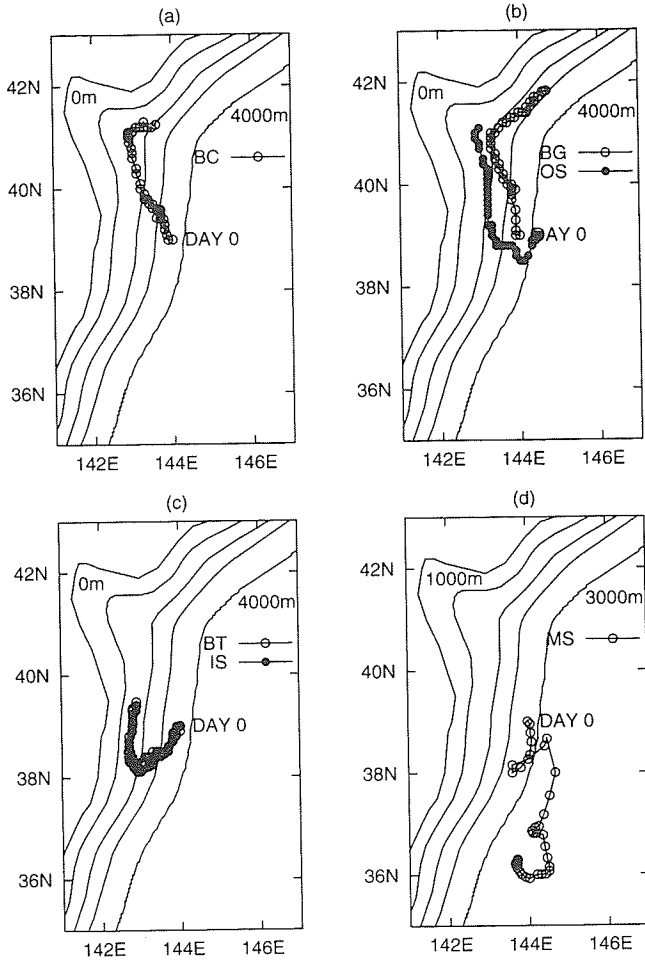 (a)
42N
40N
38N
36N
142E 144E 146E
0m
4000m
BC
DAY 0
(b)
42N
40N
38N
36N
142E 144E 146E
0m
4000m
BG
OS
AY 0
(c)
42N
40N
38N
36N
142E 144E 146E
0m
4000m
BT
IS
DAY 0
(d)
42N
40N
38N
36N
142E 144E 146E
1000m
3000m
MS
DAY 0